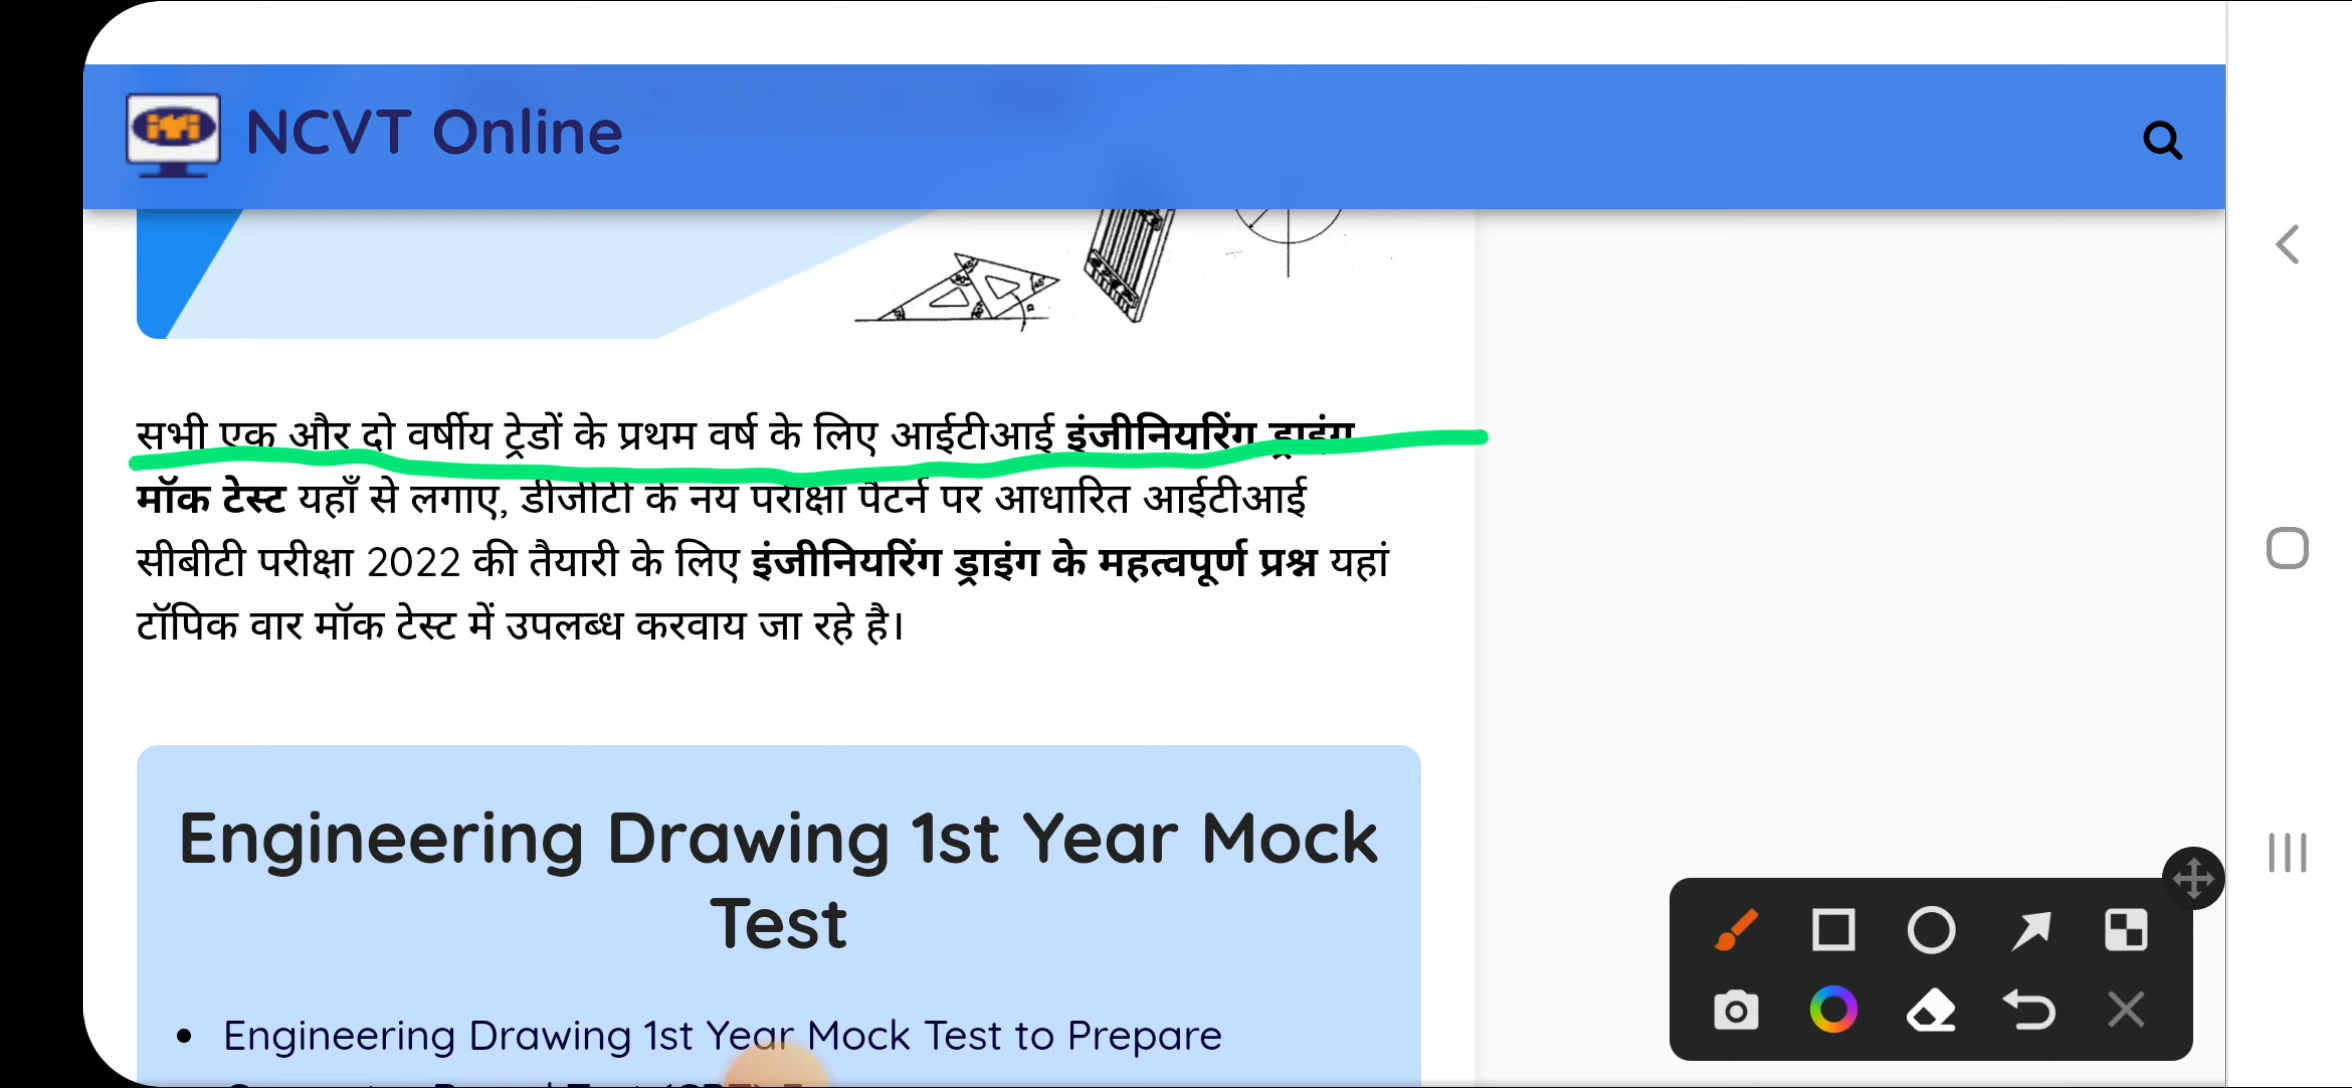 iTi
NCVT Online
सभी एक और दो वर्षीय ट्रेडों के प्रथम वर्ष के लिए आईटीआई इंजीनियरिंग ड्राइंग
मॉक टेस्ट यहाँ से लगाए, डीजीटी के नये परीक्षा पैटर्न पर आधारित आईटीआई
सीबीटी परीक्षा 2022 की तैयारी के लिए इंजीनियरिंग ड्राइंग के महत्वपूर्ण प्रश्न यहां
टॉपिक वार मॉक टेस्ट में उपलब्ध करवाय जा रहे है।
Engineering Drawing 1st Year Mock
Test
• Engineering Drawing 1st Year Mock Test to Prepare